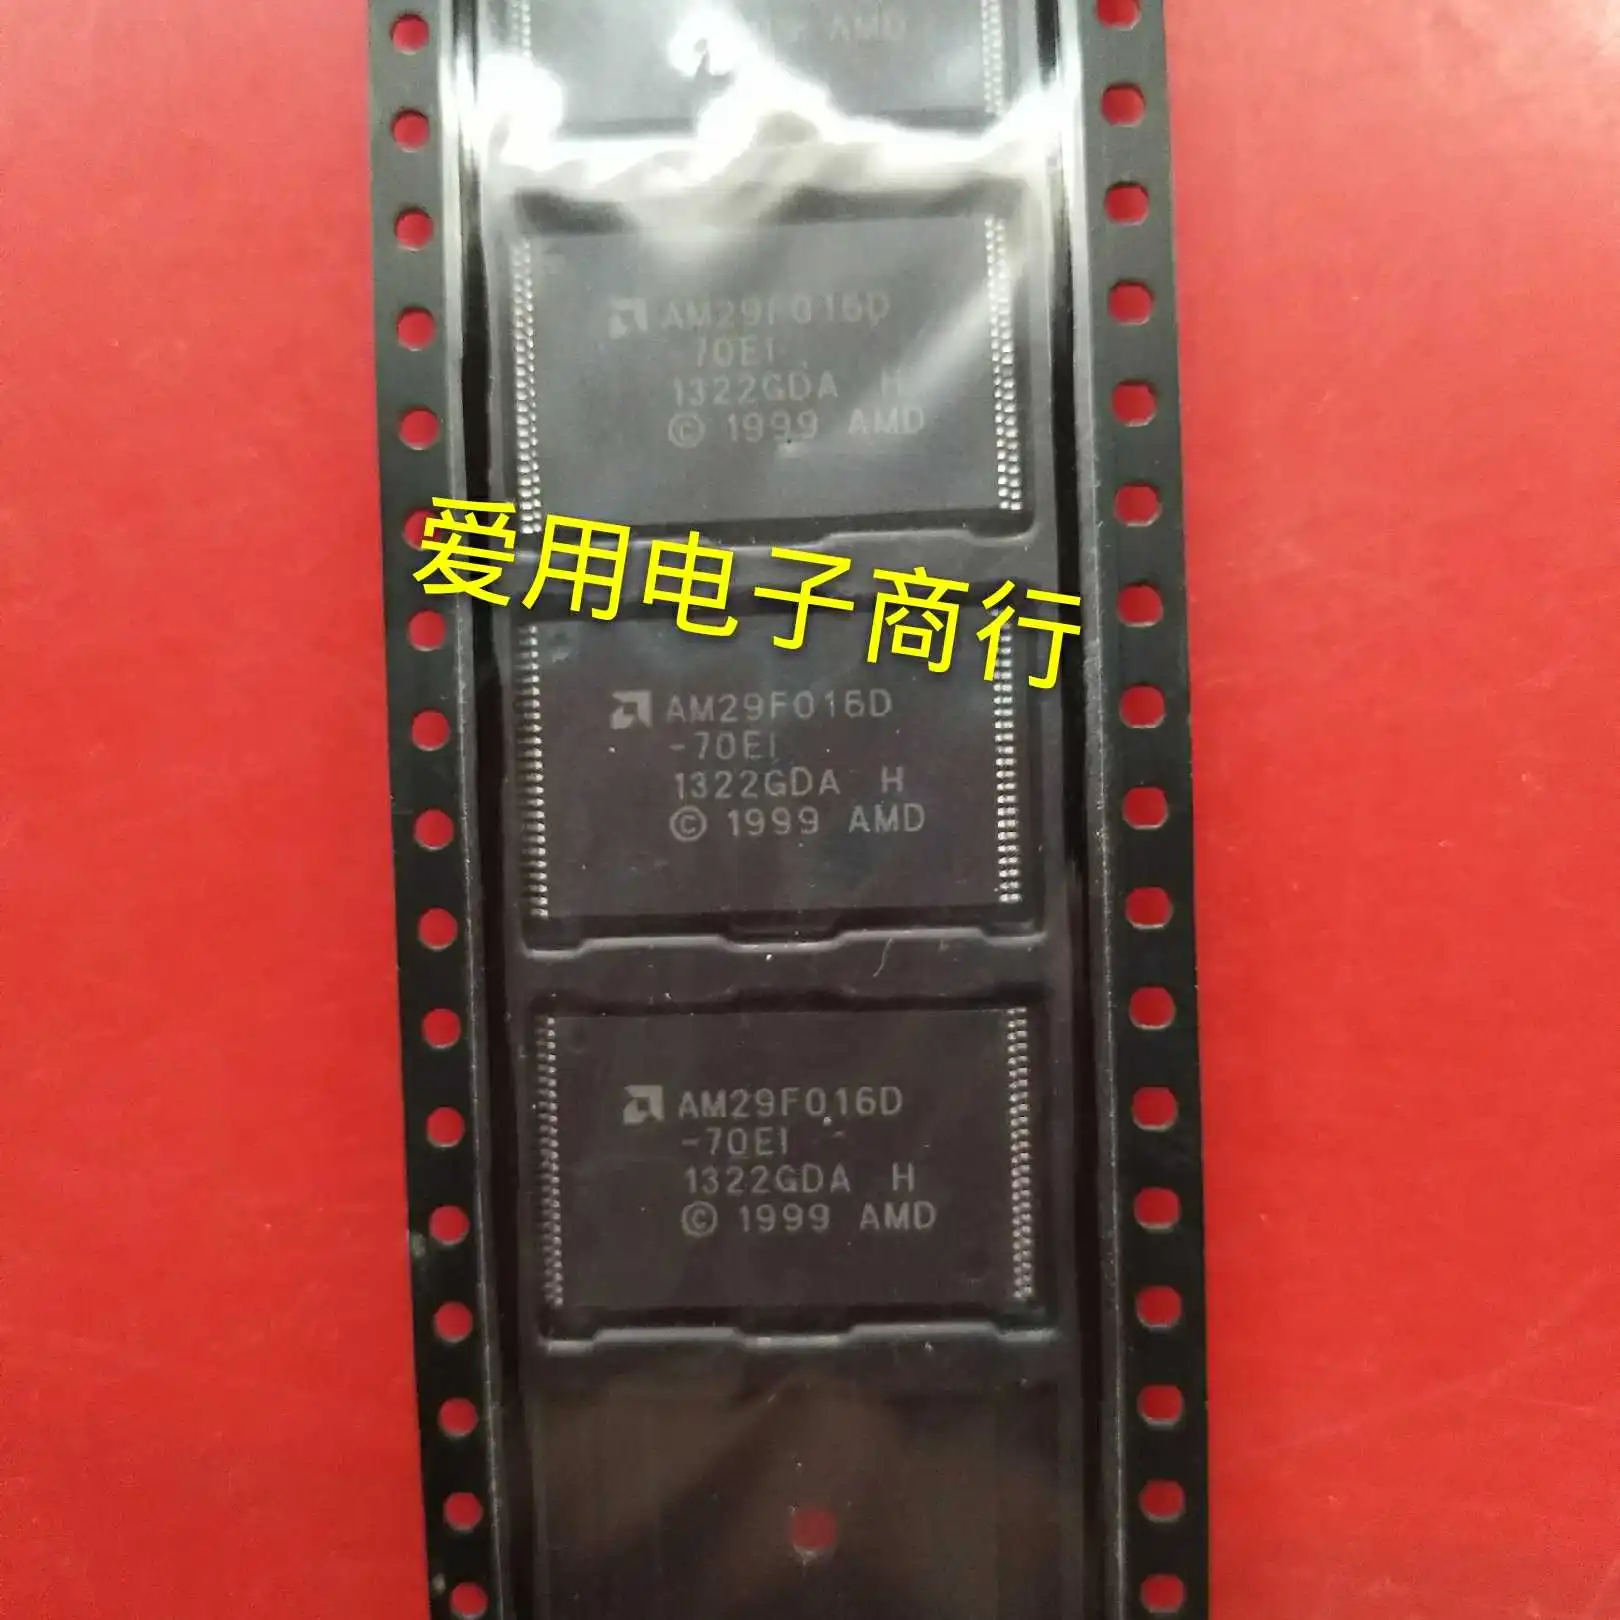 AMD
AM29F016D
-70EI
1322GDA H
© 1999 AMD
爱用电子商行
AM29F016D
-70EI
1322GDA H
© 1999 AMD
AM29F016D
-70EI
1322GDA H
© 1999 AMD